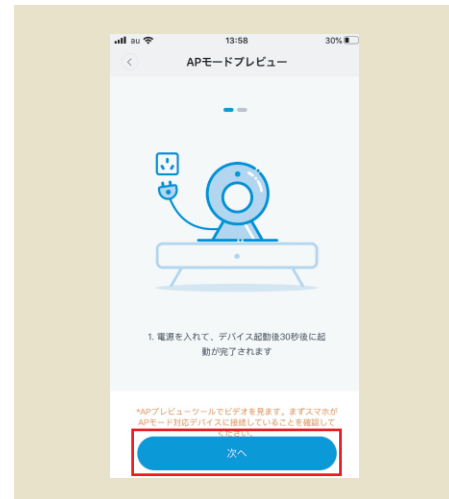 au 13:58 30%
APモードプレビュー
1. 電源を入れて、デバイス起動後30秒後に起
動が完了されます
*APプレビューツールでビデオを見ます。まずスマホが
APモード対応デバイスに接続していることを確認して
ください。
次へ